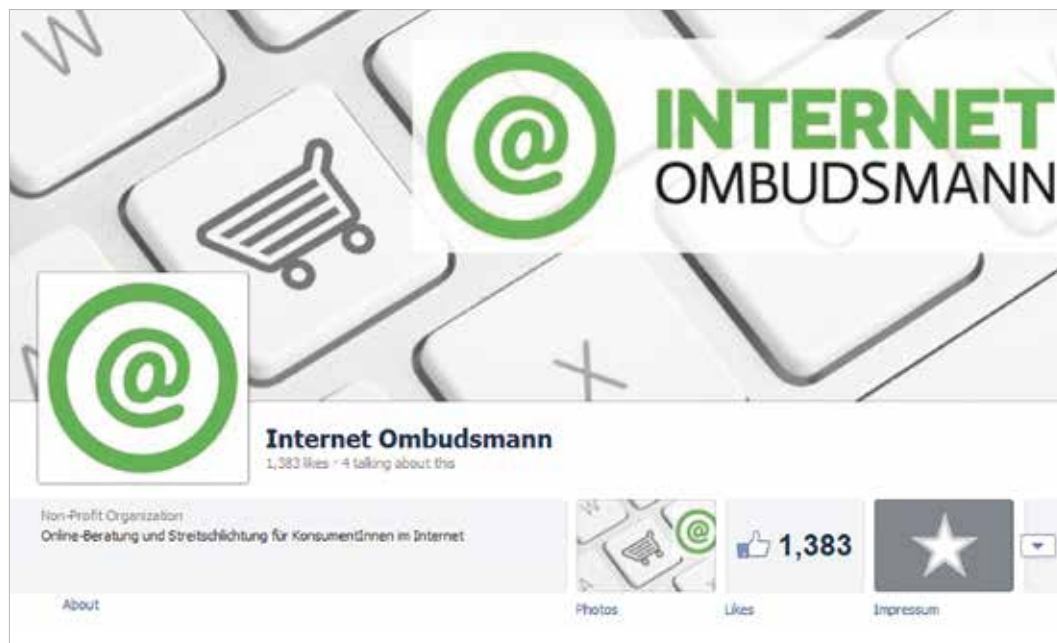 W
@
INTERNET
OMBUDSMANN
@
X
Internet Ombudsmann
1,383 likes · 4 talking about this
Non-Profit Organization
Online-Beratung und Streitschlichtung für KonsumentInnen im Internet
@
1,383
About
Photos
Likes
Impressum